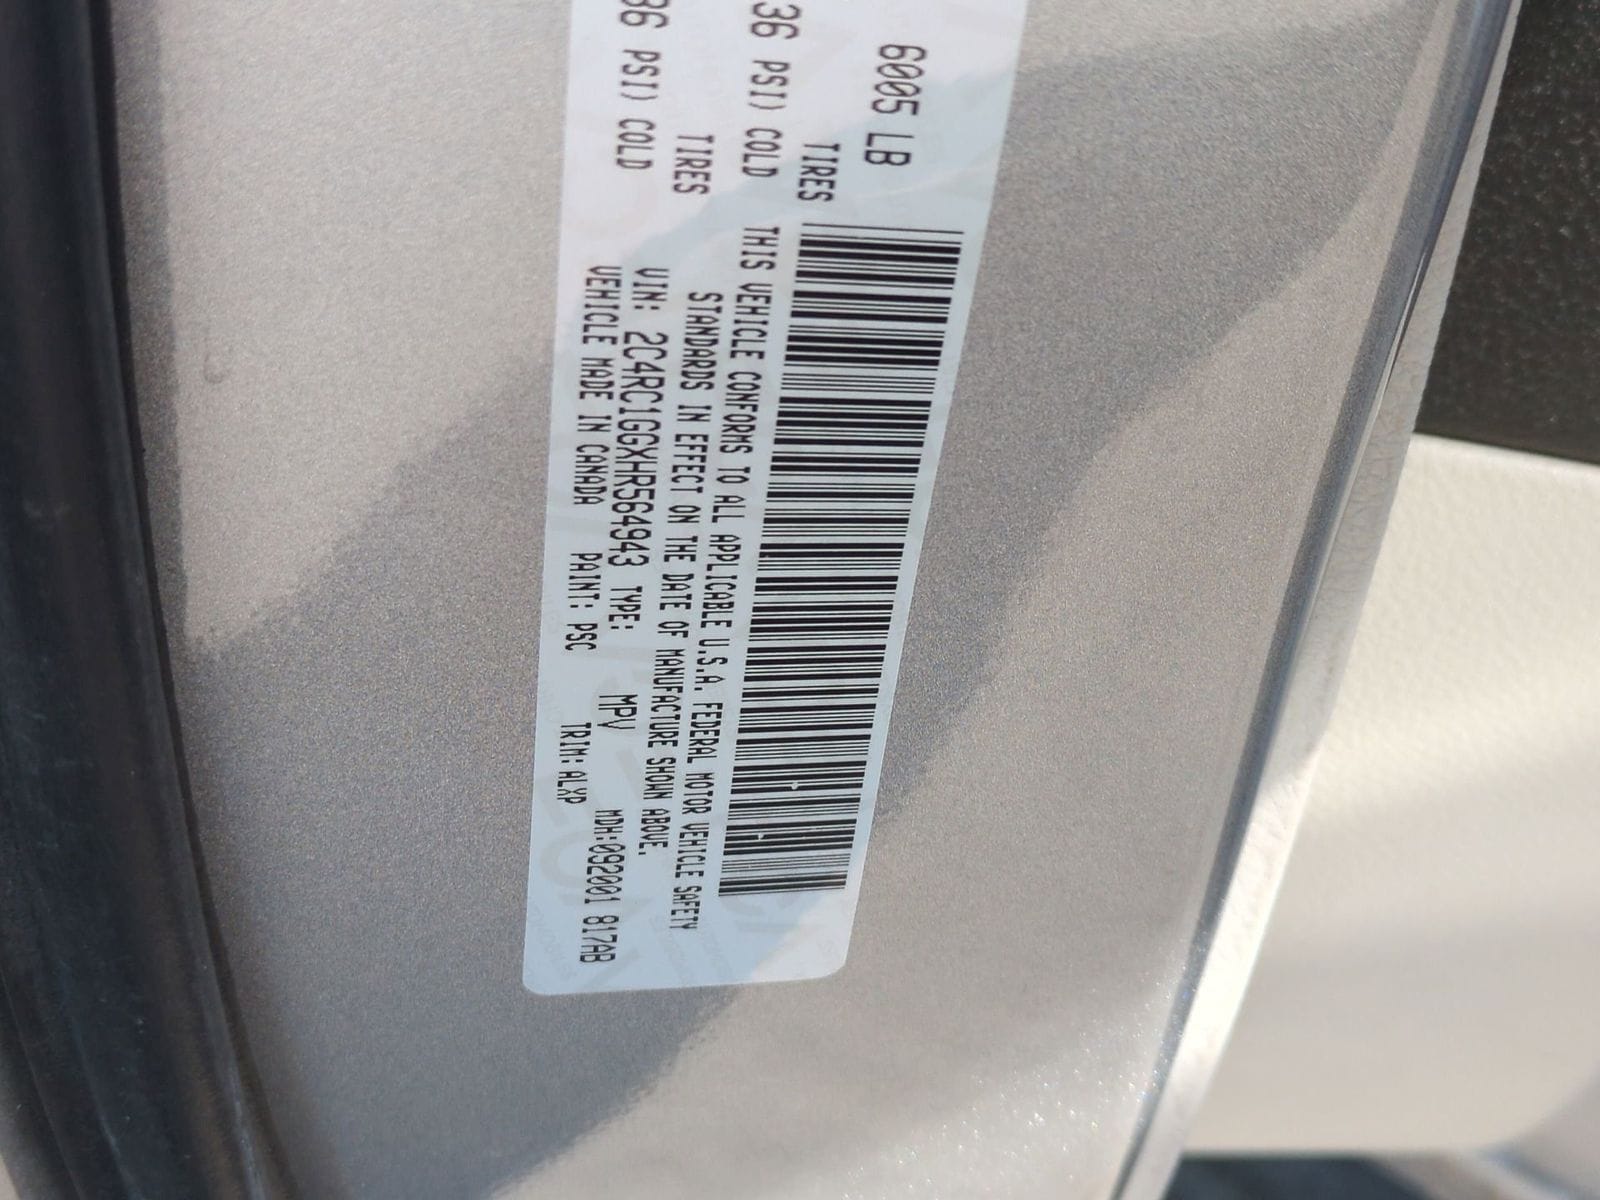 6005 LB
TIRES
36 PSI) COLD
TIRES
36 PSI) COLD
THIS VEHICLE CONFORMS TO ALL APPLICABLE U.S.A. FEDERAL MOTOR VEHICLE SAFETY
STANDARDS IN EFFECT ON THE DATE OF MANUFACTURE SHOWN ABOVE.
VIN: 2C4RC1GGXHR564943 TYPE: MPV MDH:092001 817AB
VEHICLE MADE IN CANADA PAINT: PSC TRIM: ALXP